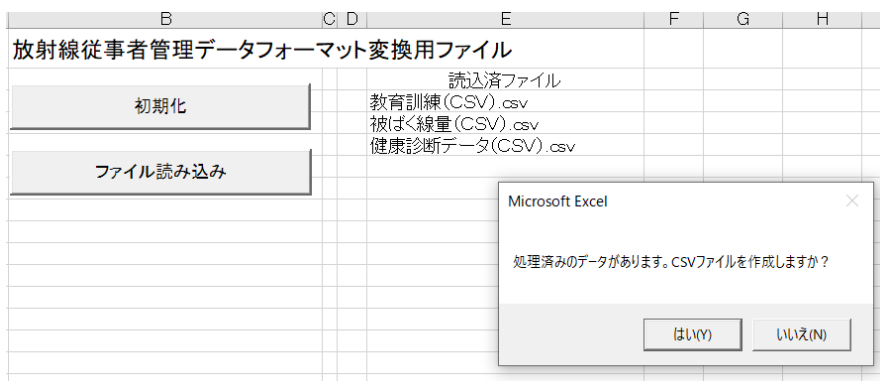 B C D E F G H
放射線従事者管理データフォーマット変換用ファイル
読込済ファイル
初期化
教育訓練(CSV).csv
被ばく線量(CSV).csv
健康診断データ(CSV).csv
ファイル読み込み
Microsoft Excel
処理済みのデータがあります。CSVファイルを作成しますか？
はい(Y) いいえ(N)